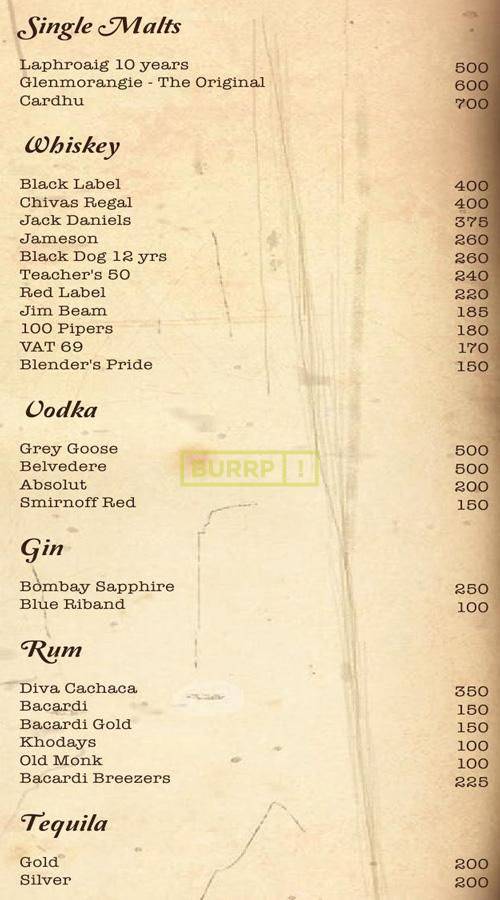 Single Malts
Laphroaig 10 years 500
Glenmorangie - The Original 600
Cardhu 700
Whiskey
Black Label 400
Chivas Regal 400
Jack Daniels 375
Jameson 260
Black Dog 12 yrs 260
Teacher's 50 240
Red Label 220
Jim Beam 185
100 Pipers 180
VAT 69 170
Blender's Pride 150
Vodka
Grey Goose 500
Belvedere 500
BURRP !
Absolut 200
Smirnoff Red 150
Gin
Bombay Sapphire 250
Blue Riband 100
Rum
Diva Cachaca 350
Bacardi 150
Bacardi Gold 150
Khodays 100
Old Monk 100
Bacardi Breezers 225
Tequila
Gold 200
Silver 200